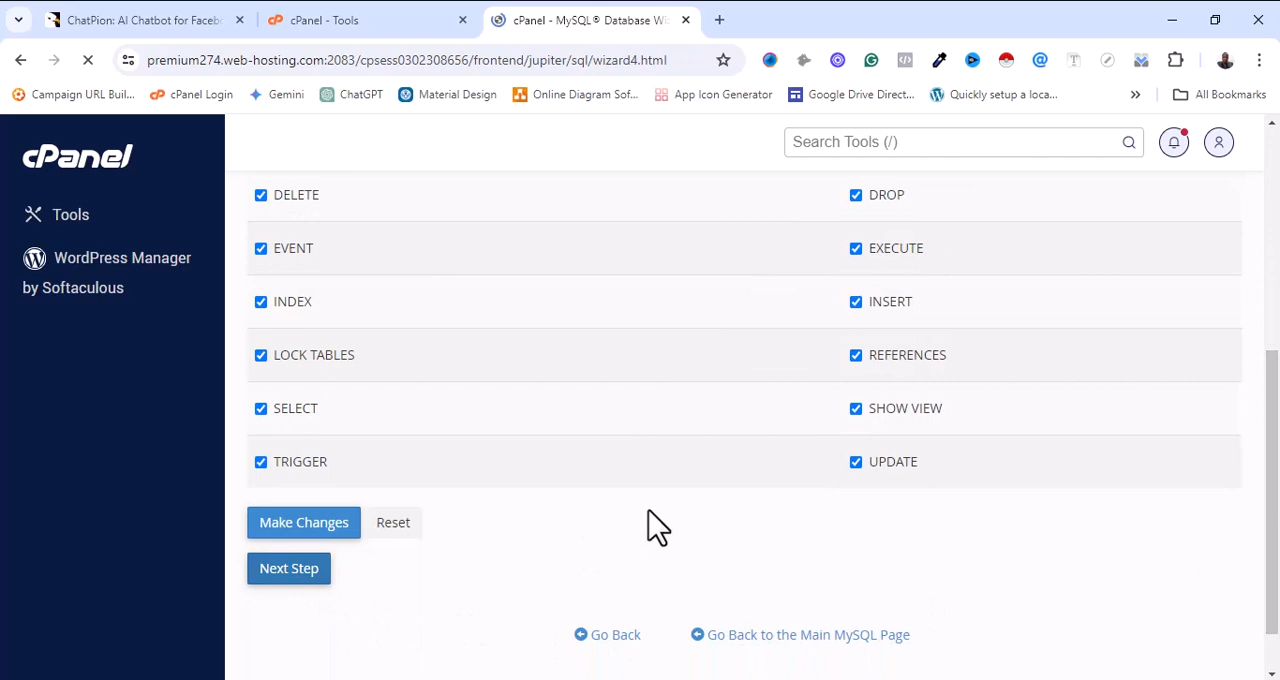 ChatPion: AI Chatbot for Facebo
cPanel - Tools
cPanel - MySQL® Database Wi
premium274.web-hosting.com:2083/cpsess0302309656/frontend/jupiter/sql/wizard4.html
Campaign URL Buil...
cPanel Login
Gemini
ChatGPT
Material Design
Online Diagram Sof...
App Icon Generator
Google Drive Direct...
Quickly setup a loca...
All Bookmarks
cPanel
Search Tools (/)
Tools
WordPress Manager
by Softaculous
DELETE
DROP
EVENT
EXECUTE
INDEX
INSERT
LOCK TABLES
REFERENCES
SELECT
SHOW VIEW
TRIGGER
UPDATE
Make Changes
Reset
Next Step
Go Back
Go Back to the Main MySQL Page